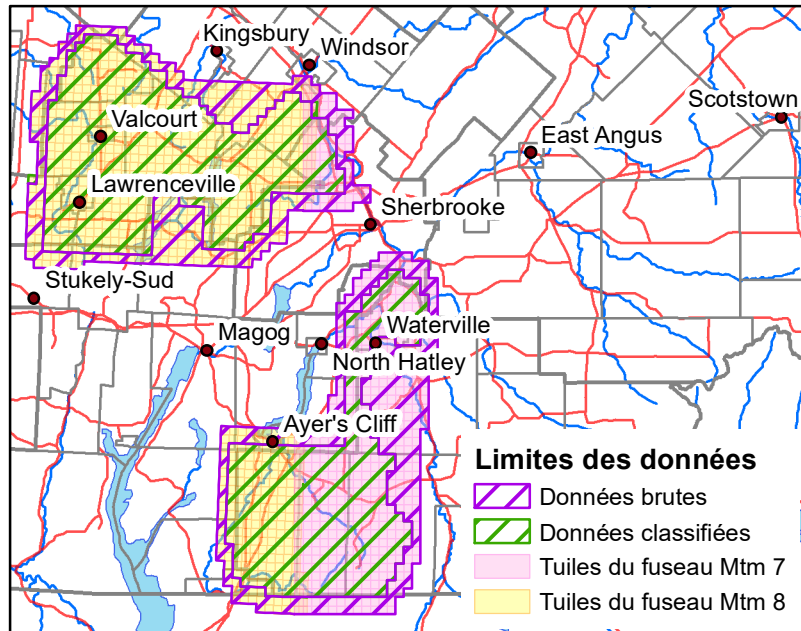 Kingsbury
Windsor
Scotstown
Valcourt
East Angus
Lawrenceville
Sherbrooke
Stukely-Sud
Magog
Waterville
North Hatley
Ayer's Cliff
Limites des données
Données brutes
Données classifiées
Tuiles du fuseau Mtm 7
Tuiles du fuseau Mtm 8